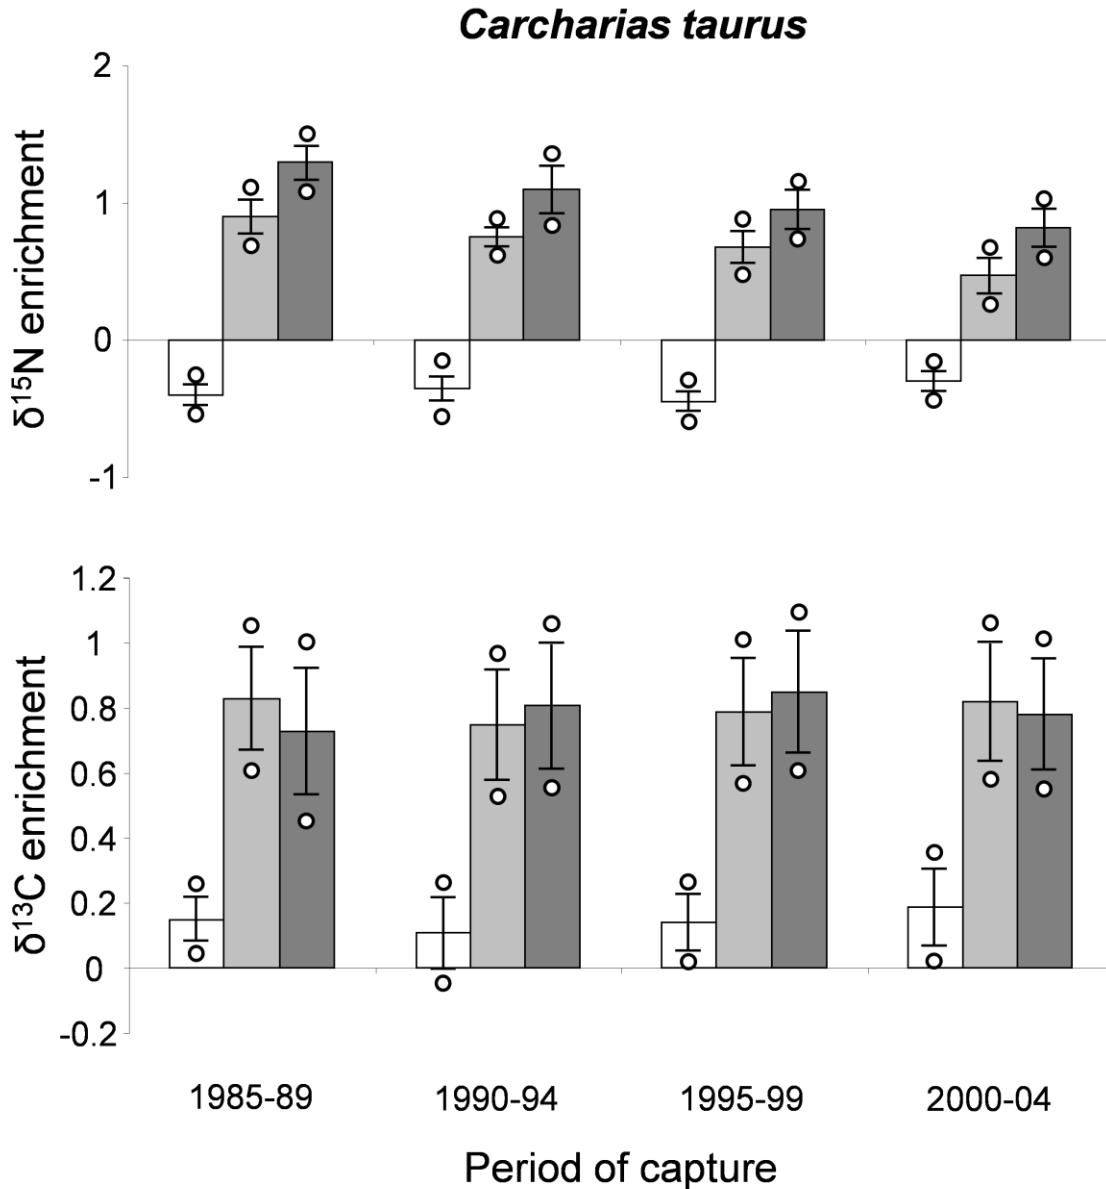 Carcharias taurus
2
1
0
-1
δ¹⁵N enrichment
1.2
1
0.8
0.6
0.4
0.2
0
-0.2
δ¹³C enrichment
1985-89 1990-94 1995-99 2000-04
Period of capture